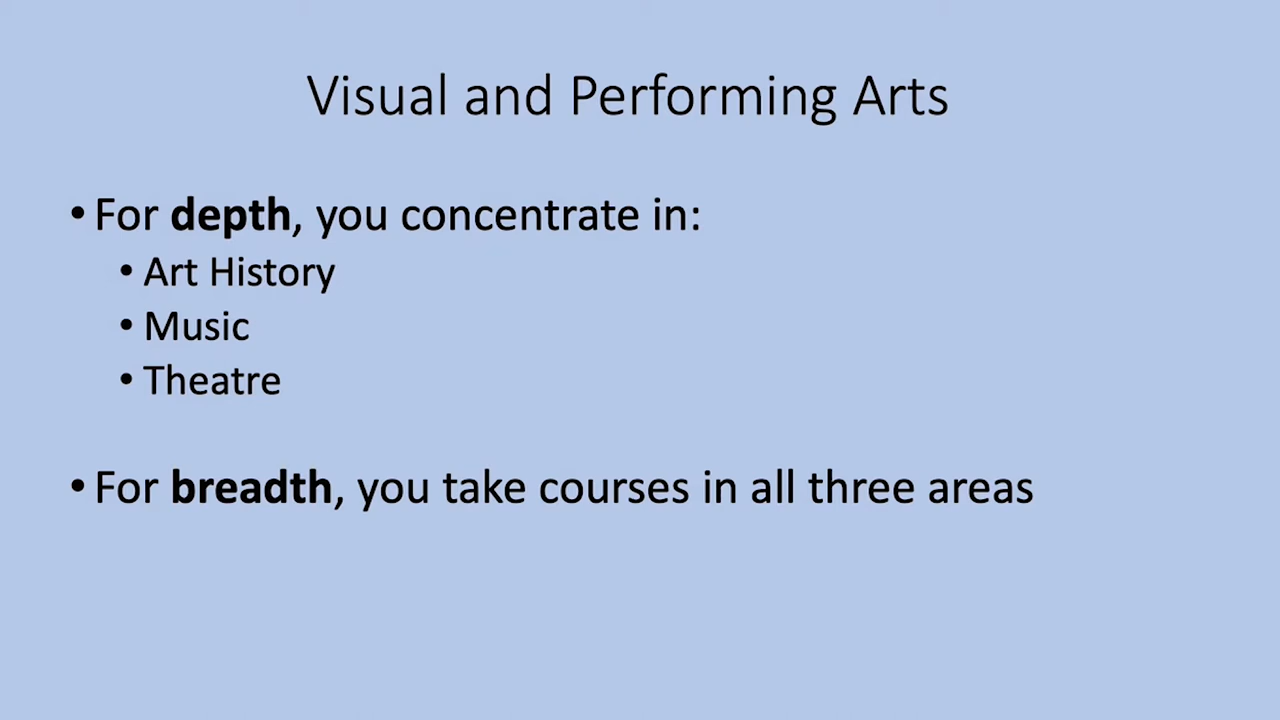 Visual and Performing Arts
• For depth, you concentrate in:
• Art History
• Music
• Theatre
• For breadth, you take courses in all three areas